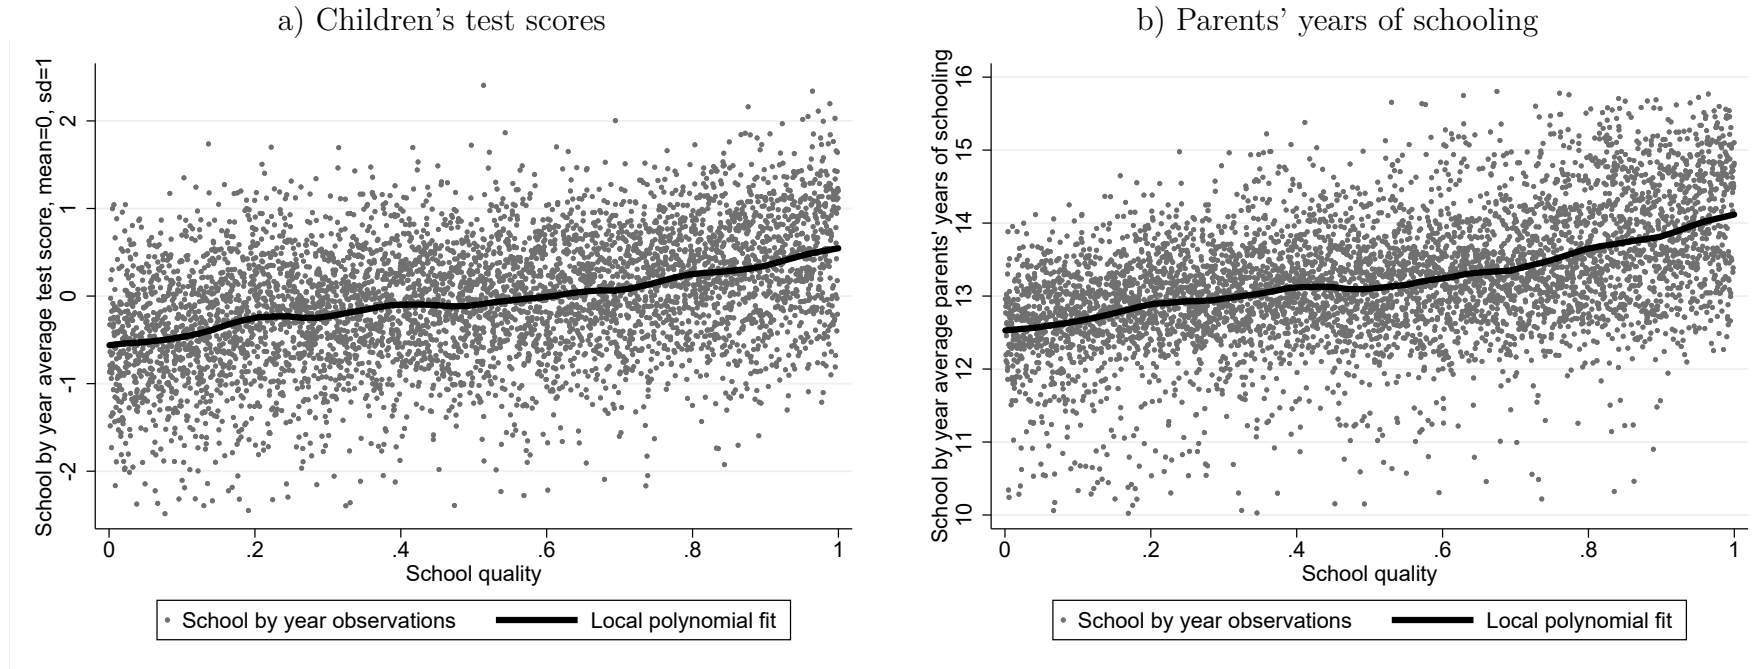 a) Children's test scores
School by year average test score, mean=0, sd=1
2
1
0
-1
-2
0 .2 .4 .6 .8 1
School quality
School by year observations Local polynomial fit
b) Parents' years of schooling
School by year average parents' years of schooling
16
15
14
13
12
11
10
0 .2 .4 .6 .8 1
School quality
School by year observations Local polynomial fit